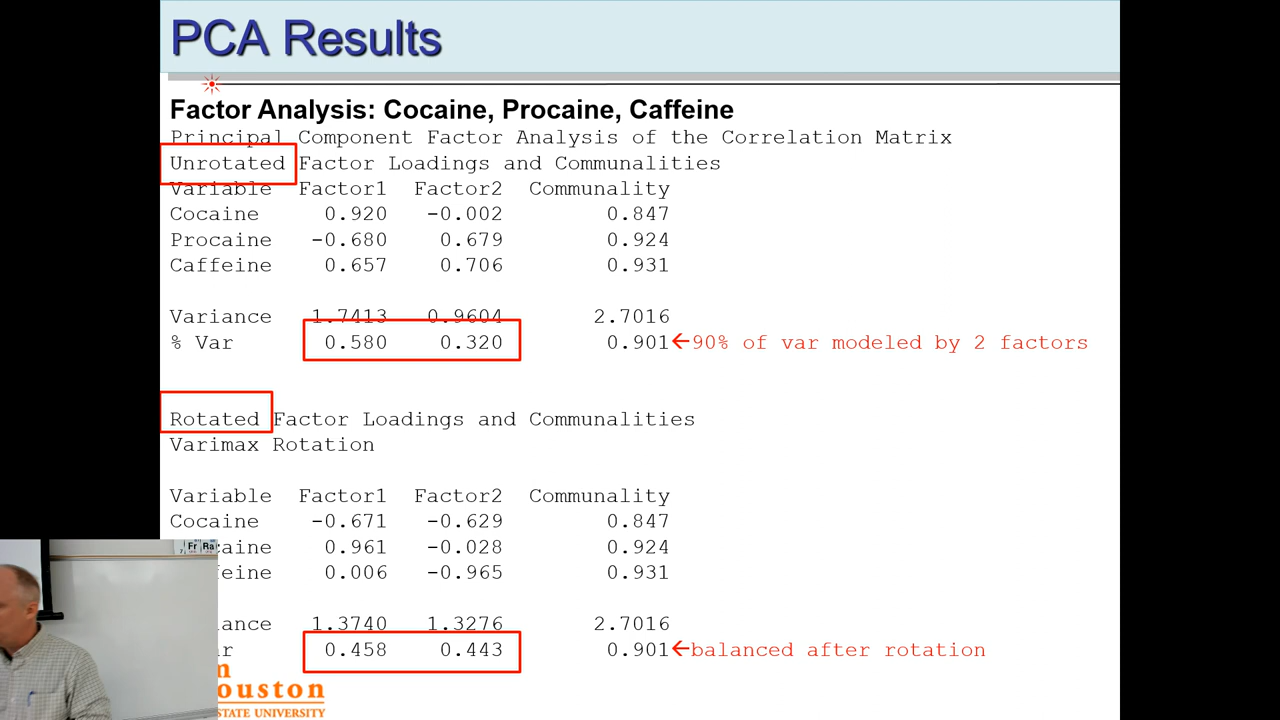 PCA Results
Factor Analysis: Cocaine, Procaine, Caffeine
Principal Component Factor Analysis of the Correlation Matrix
Unrotated Factor Loadings and Communalities
Variable Factor1 Factor2 Communality
Cocaine 0.920 -0.002 0.847
Procaine -0.680 0.679 0.924
Caffeine 0.657 0.706 0.931
Variance 1.7413 0.9604 2.7016
% Var 0.580 0.320 0.901←90% of var modeled by 2 factors
Rotated Factor Loadings and Communalities
Varimax Rotation
Variable Factor1 Factor2 Communality
Cocaine -0.671 -0.629 0.847
caine 0.961 -0.028 0.924
feine 0.006 -0.965 0.931
iance 1.3740 1.3276 2.7016
r 0.458 0.443 0.901←balanced after rotation
Fr Ra
n
ouston
STATE UNIVERSITY